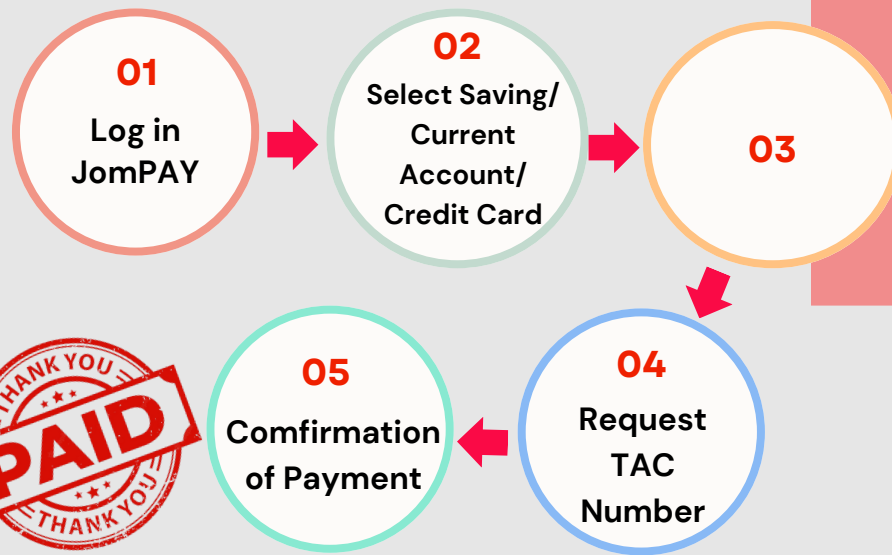 01
Log in
JomPAY
02
Select Saving/
Current
Account/
Credit Card
03
04
Request
TAC
Number
05
Comfirmation
of Payment
THANK YOU
PAID
THANK YOU